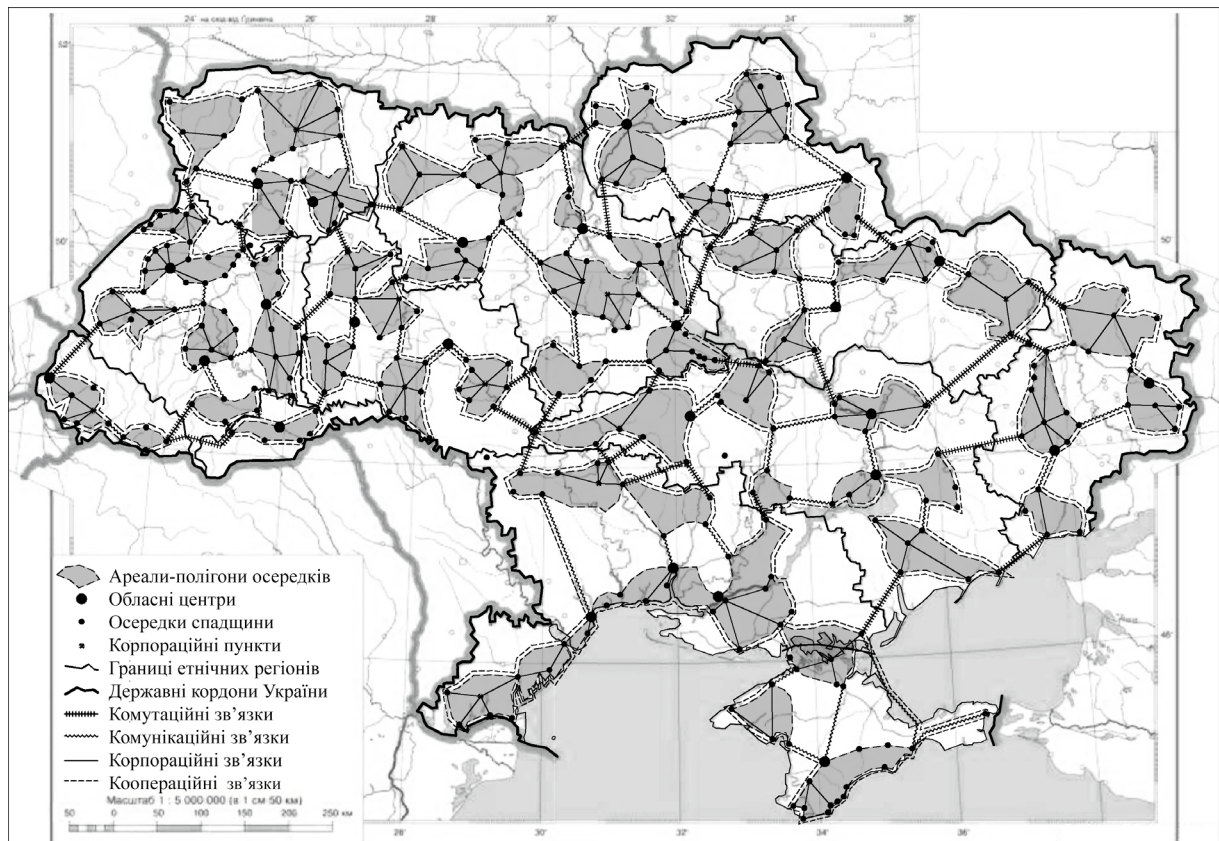 24° на схід від Ґринвіча 26 28 30° 32° 34° 36°
52°
50°
50°
46°
Ареали-полігони осередків
Обласні центри
Осередки спадщини
Корпораційні пункти
Границі етнічних регіонів
Державні кордони України
Комутаційні зв’язки
Комунікаційні зв’язки
Корпораційні зв’язки
Коопераційні зв’язки
Масштаб 1 : 5 000 000 (в 1 см 50 км)
50 0 50 100 150 200 250 км
28° 30° 32° 34° 36°